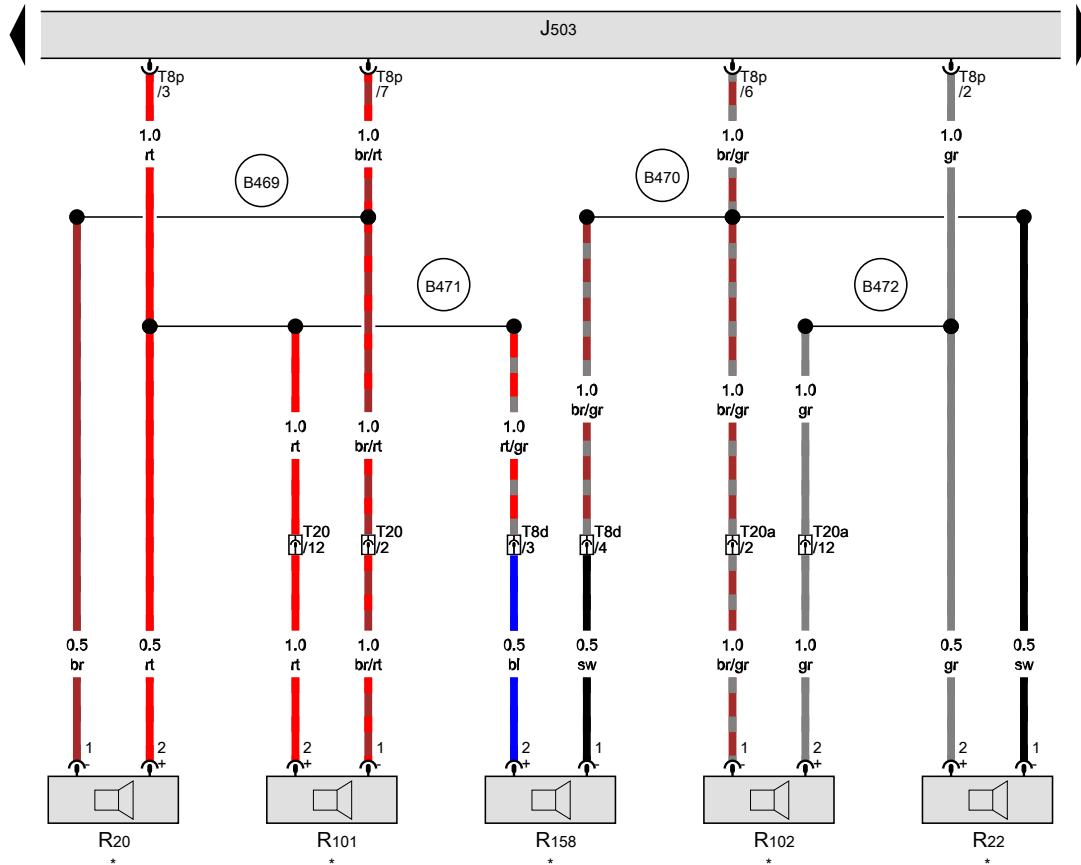 J503
T8p
/3
T8p
/7
T8p
/6
T8p
/2
1.0
rt
1.0
br/rt
1.0
br/gr
1.0
gr
B469
B470
B471
B472
1.0
br/gr
1.0
br/gr
1.0
gr
1.0
rt
1.0
br/rt
1.0
rt/gr
T20
/12
T20
/2
T8d
/3
T8d
/4
T20a
/2
T20a
/12
0.5
br
0.5
rt
1.0
rt
1.0
br/rt
0.5
bl
0.5
sw
1.0
br/gr
1.0
gr
0.5
gr
0.5
sw
1
-
2
+
2
+
1
-
2
+
1
-
1
-
2
+
2
+
1
-
R20
*
R101
*
R158
*
R102
*
R22
*